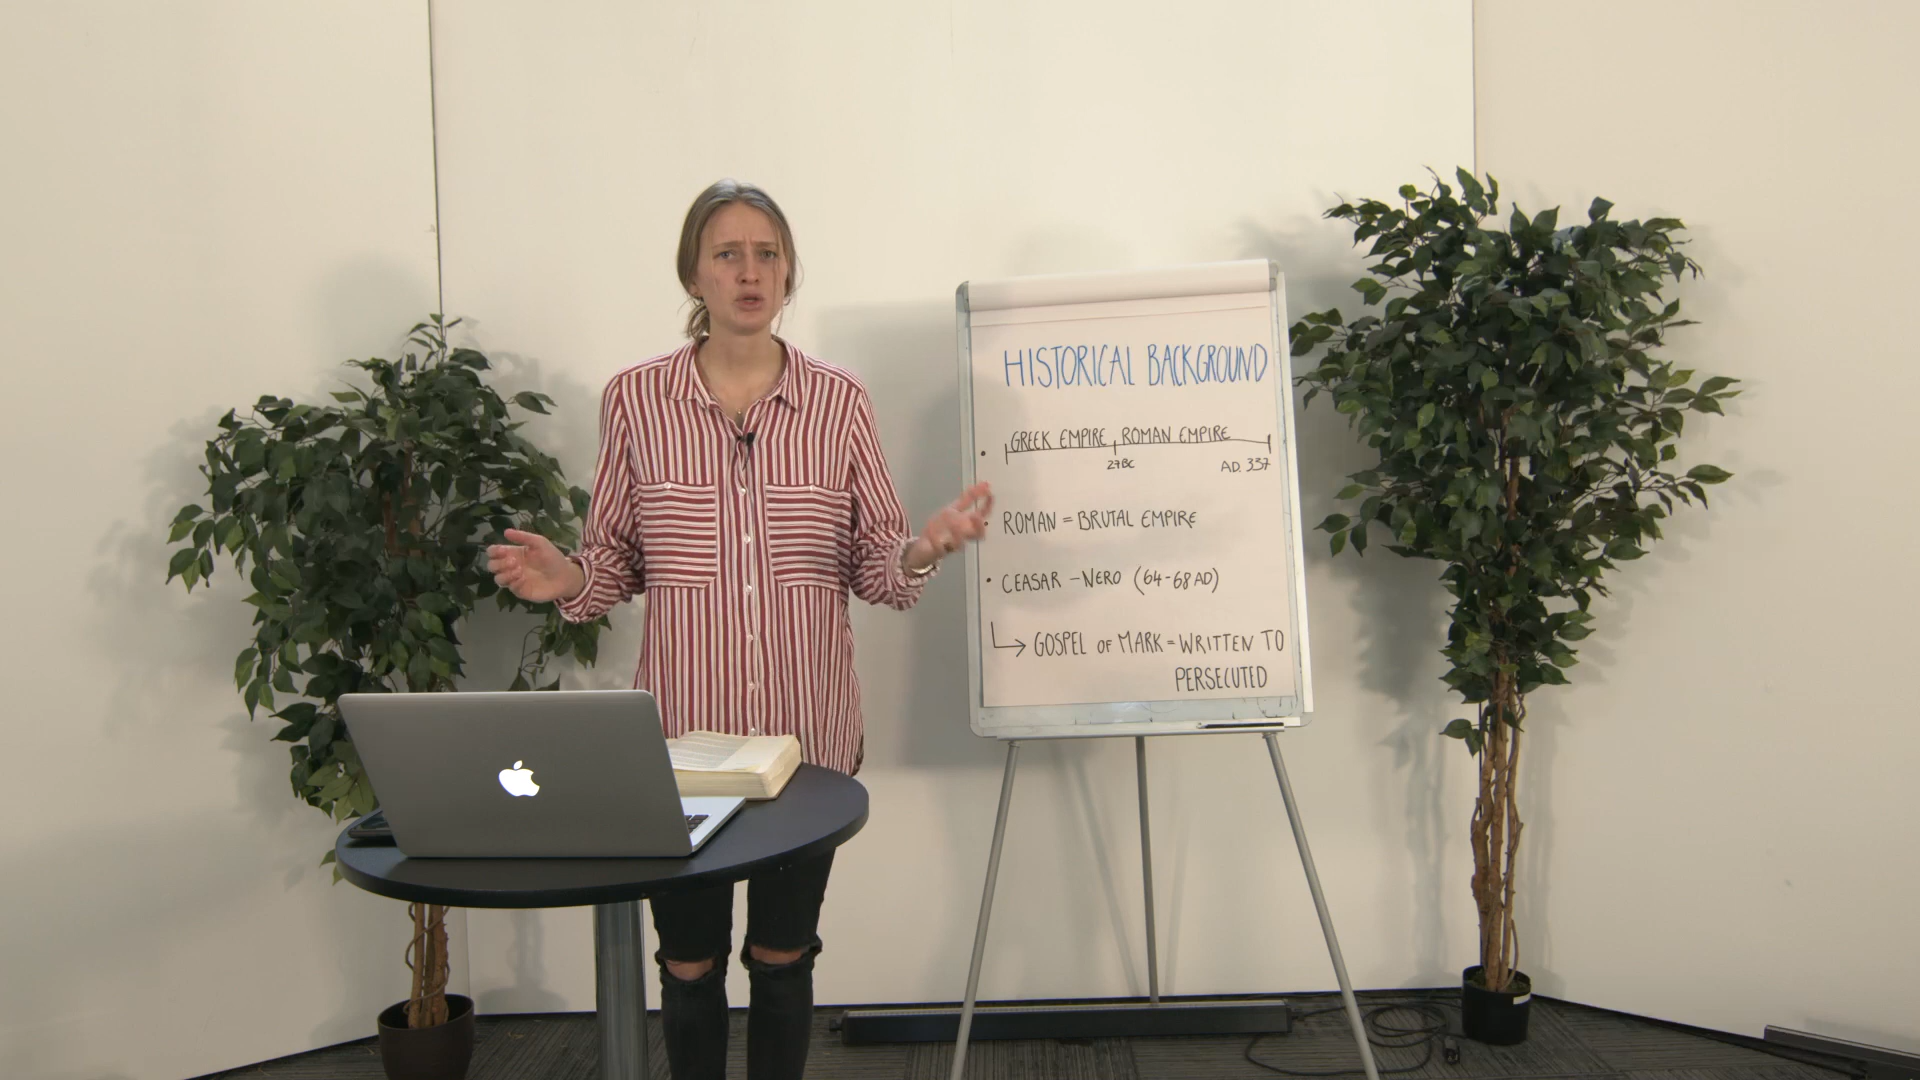 HISTORICAL BACKGROUND
GREEK EMPIRE ROMAN EMPIRE
27BC AD. 337
ROMAN = BRUTAL EMPIRE
CEASAR - NERO (64-68 AD)
GOSPEL OF MARK = WRITTEN TO
PERSECUTED